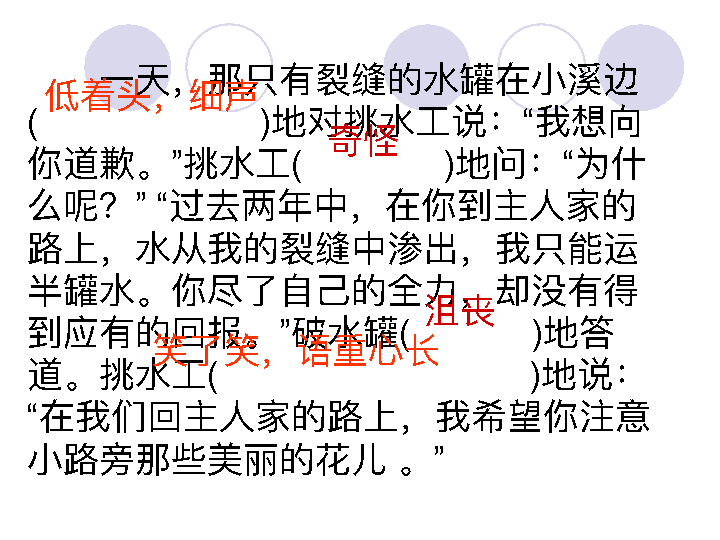 一天，那只有裂缝的水罐在小溪边
低着头，细声
( )地对挑水工说：“我想向
奇怪
你道歉。”挑水工( )地问：“为什
么呢？” “过去两年中，在你到主人家的
路上，水从我的裂缝中渗出，我只能运
半罐水。你尽了自己的全力，却没有得
沮丧
到应有的回报。”破水罐( )地答
笑了笑，语重心长
道。挑水工( )地说：
“在我们回主人家的路上，我希望你注意
小路旁那些美丽的花儿 。”